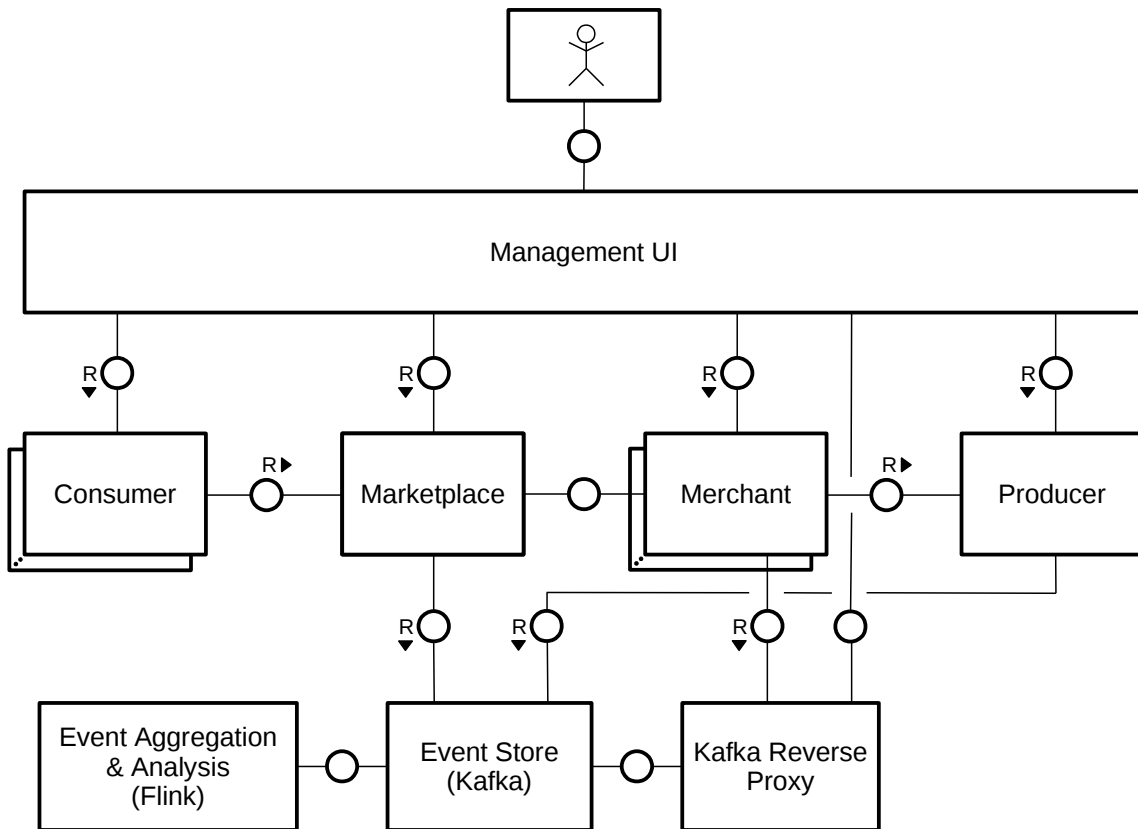 Management UI
R
R
R
R
Consumer
R
Marketplace
Merchant
R
Producer
R
R
R
Event Aggregation
& Analysis
(Flink)
Event Store
(Kafka)
Kafka Reverse
Proxy